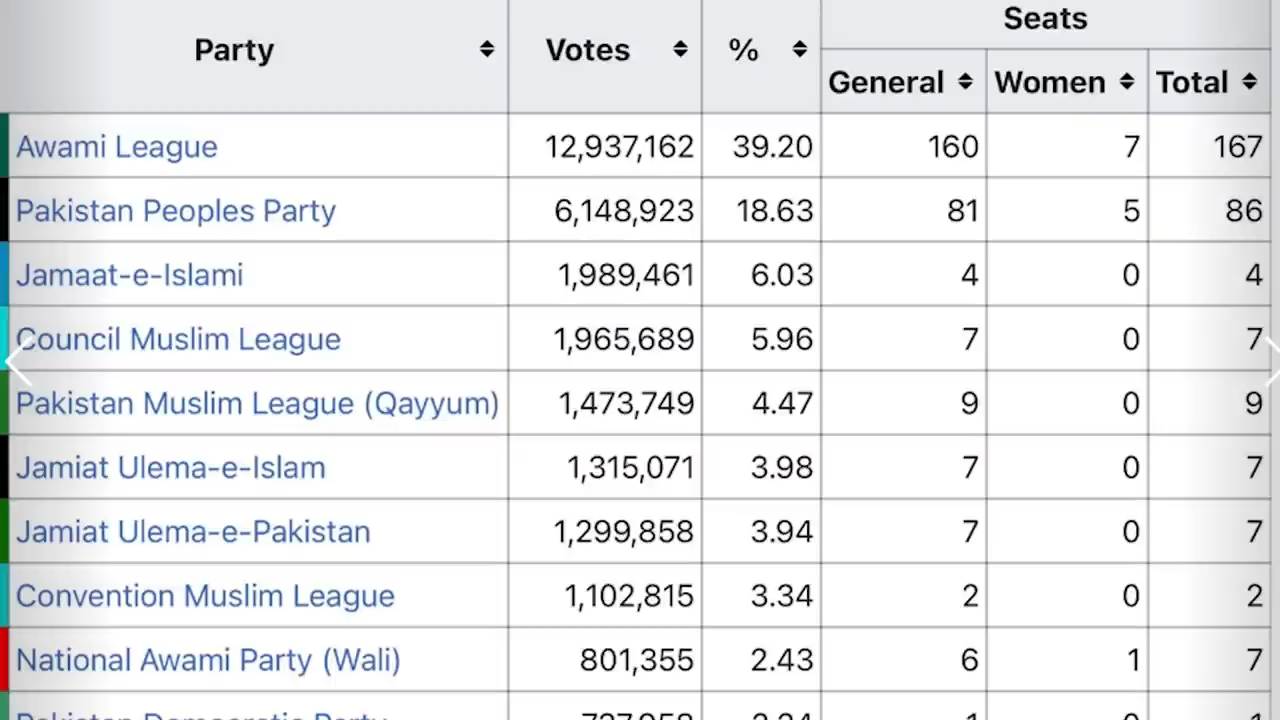 Seats
Party Votes %
General Women Total
Awami League 12,937,162 39.20 160 7 167
Pakistan Peoples Party 6,148,923 18.63 81 5 86
Jamaat-e-Islami 1,989,461 6.03 4 0 4
Council Muslim League 1,965,689 5.96 7 0 7
Pakistan Muslim League (Qayyum) 1,473,749 4.47 9 0 9
Jamiat Ulema-e-Islam 1,315,071 3.98 7 0 7
Jamiat Ulema-e-Pakistan 1,299,858 3.94 7 0 7
Convention Muslim League 1,102,815 3.34 2 0 2
National Awami Party (Wali) 801,355 2.43 6 1 7
Pakistan Democratic Party